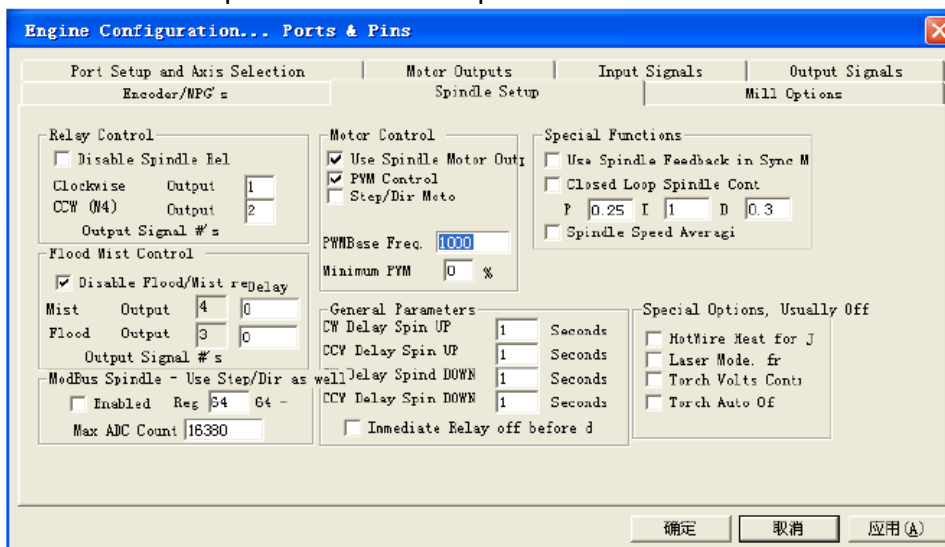 Engine Configuration... Ports & Pins
Port Setup and Axis Selection
Motor Outputs
Input Signals
Output Signals
Encoder/MPG's
Spindle Setup
Mill Options
Relay Control
Disable Spindle Rel
Clockwise Output 1
CCW (M4) Output 2
Output Signal #'s
Flood Mist Control
Disable Flood/Mist re Delay
Mist Output 4 0
Flood Output 3 0
Output Signal #'s
ModBus Spindle - Use Step/Dir as well
Enabled Reg 64 64 -
Max ADC Count 16380
Motor Control
Use Spindle Motor Outp
PWM Control
Step/Dir Moto
PWMBase Freq. 1000
Minimum PWM 0 %
General Parameters
CW Delay Spin UP 1 Seconds
CCW Delay Spin UP 1 Seconds
Delay Spind DOWN 1 Seconds
CCW Delay Spin DOWN 1 Seconds
Immediate Relay off before d
Special Functions
Use Spindle Feedback in Sync M
Closed Loop Spindle Cont
P 0.25 I 1 D 0.3
Spindle Speed Averagi
Special Options, Usually Off
HotWire Heat for J
Laser Mode. fr
Torch Volts Conti
Torch Auto Of
确定
取消
应用(A)